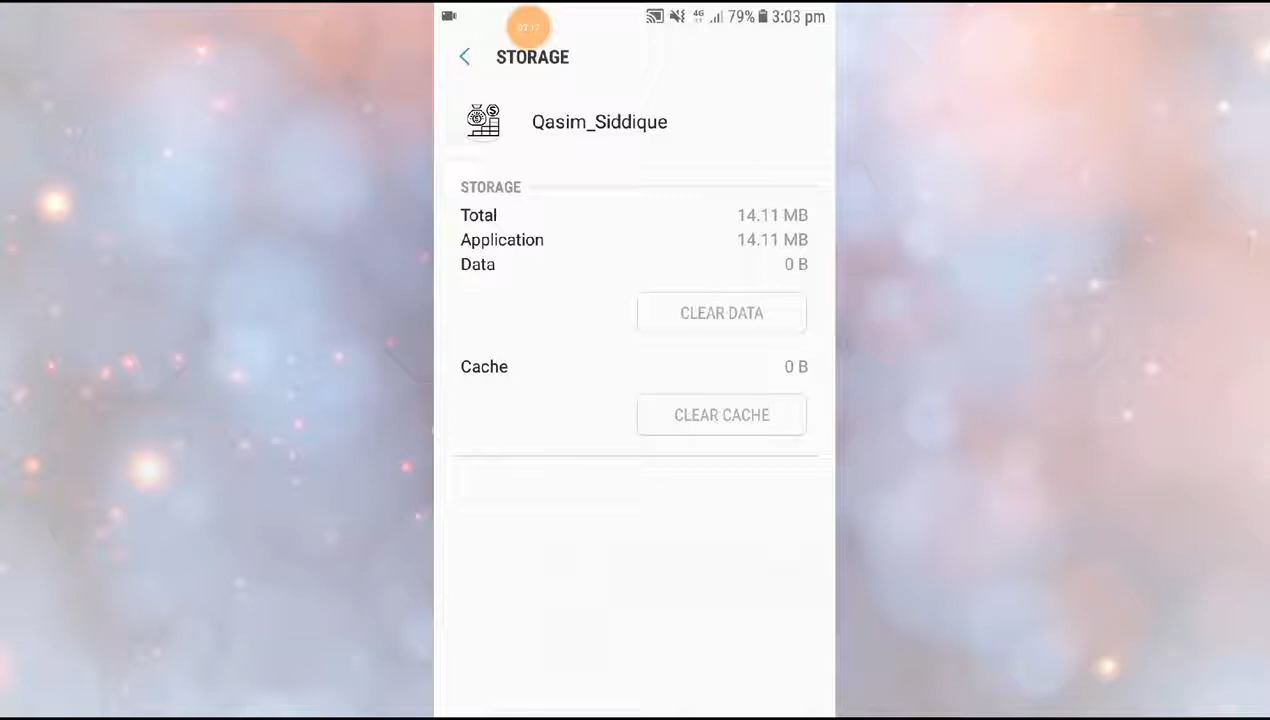 4G 79% 3:03 pm
STORAGE
Qasim_Siddique
STORAGE
Total 14.11 MB
Application 14.11 MB
Data 0 B
CLEAR DATA
Cache 0 B
CLEAR CACHE